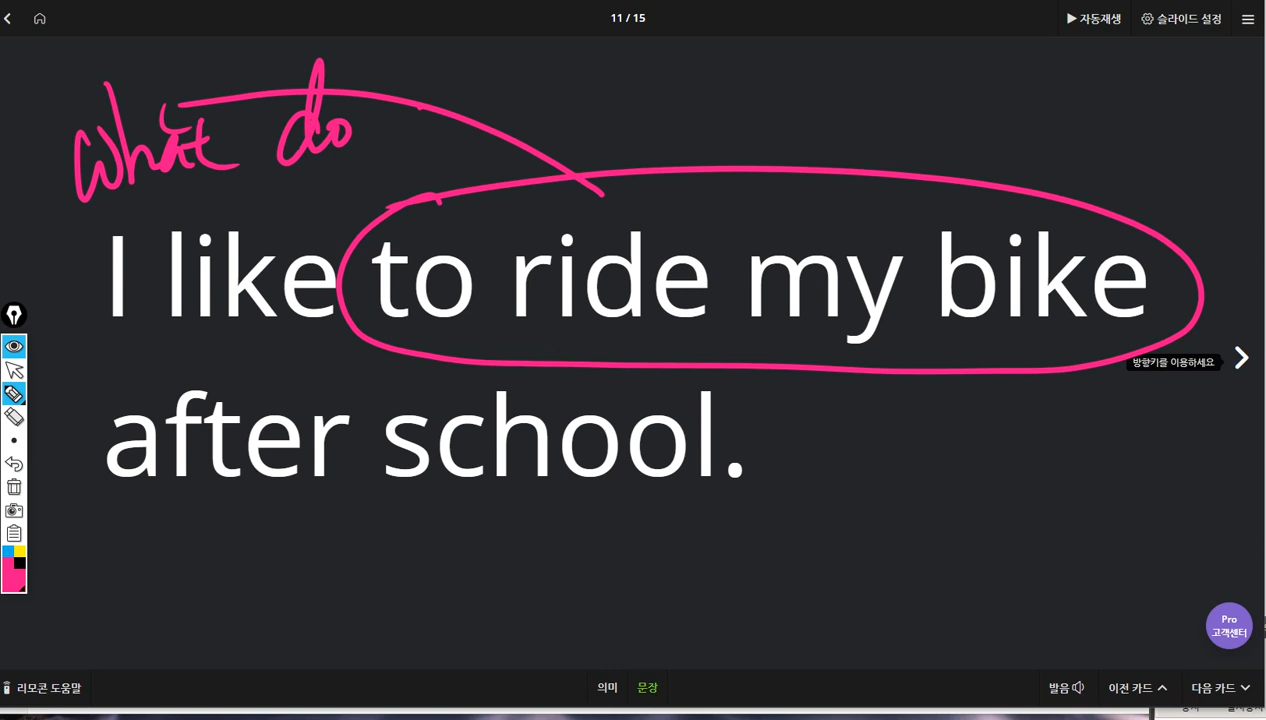 11 / 15
▶ 자동재생
슬라이드 설정
What do
I like to ride my bike
after school.
방향키를 이용하세요
Pro
고객센터
리모콘 도움말
의미
문장
발음
이전 카드
다음 카드